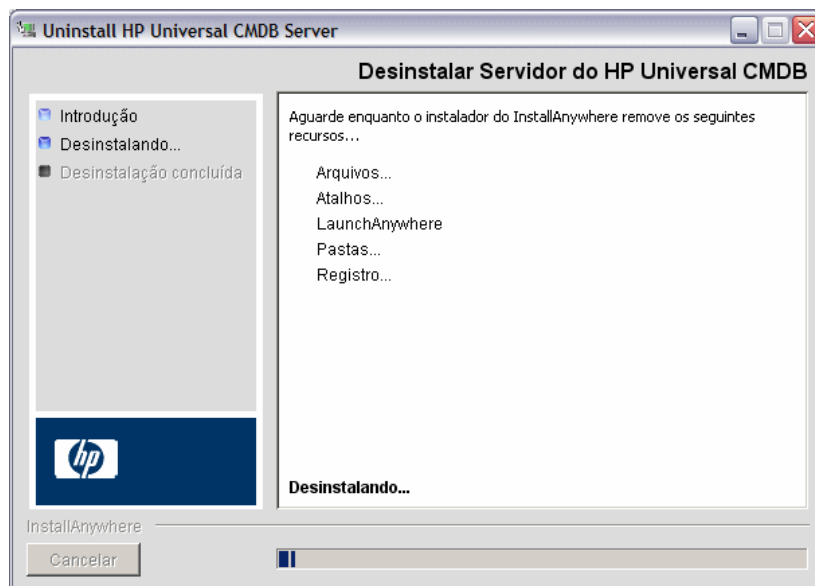 Uninstall HP Universal CMDB Server
Desinstalar Servidor do HP Universal CMDB
Introdução
Desinstalando...
Desinstalação concluída
Aguarde enquanto o instalador do InstallAnywhere remove os seguintes
recursos...
Arquivos...
Atalhos...
LaunchAnywhere
Pastas...
Registro...
hp
Desinstalando...
InstallAnywhere
Cancelar